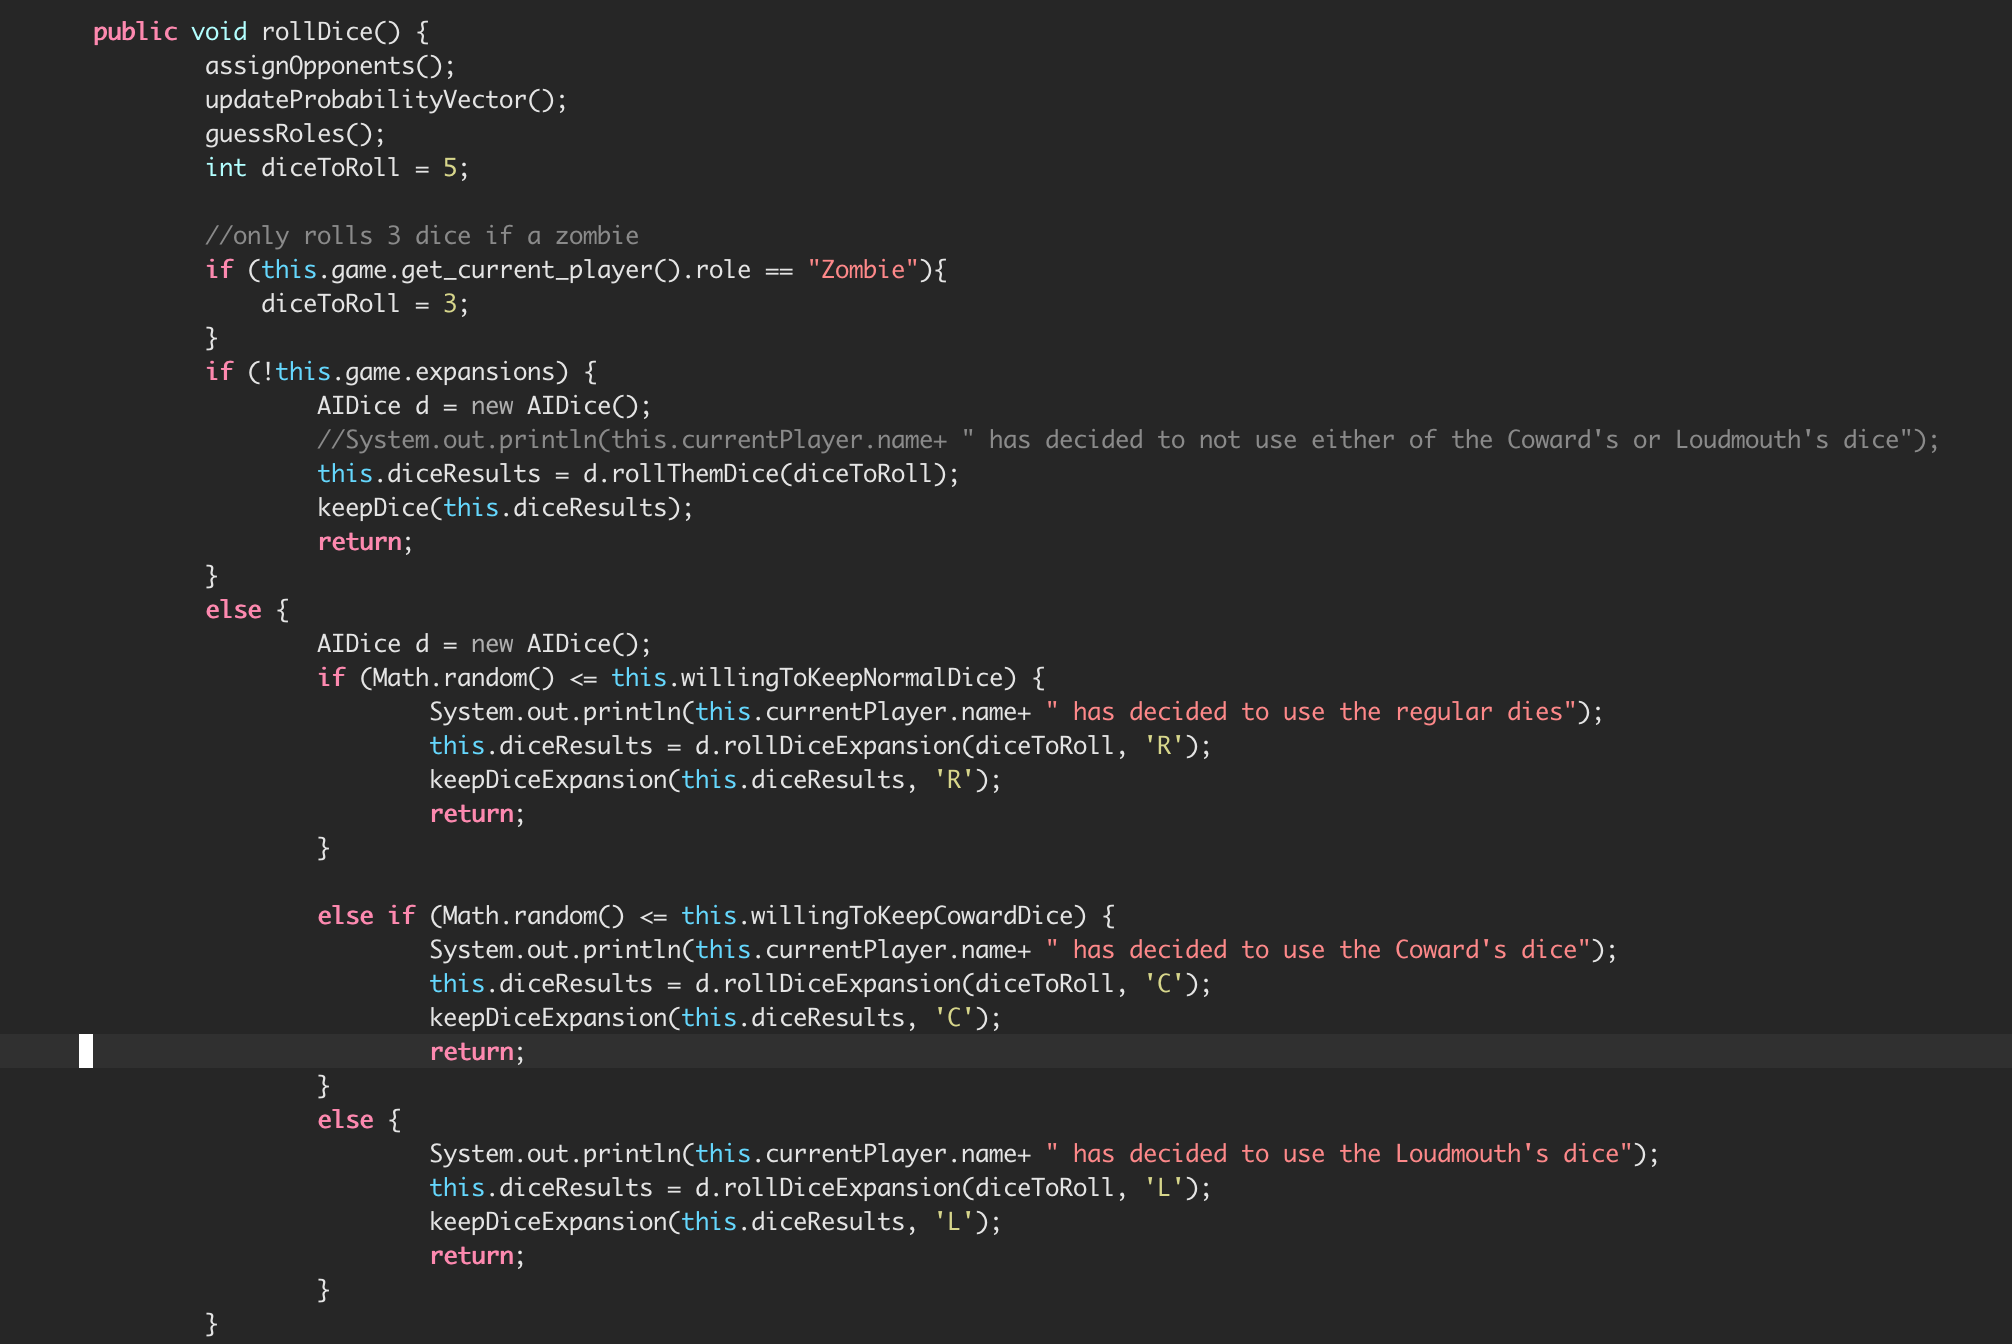 public void rollDice() {
assignOpponents();
updateProbabilityVector();
guessRoles();
int diceToRoll = 5;
//only rolls 3 dice if a zombie
if (this.game.get_current_player().role == "Zombie"){
diceToRoll = 3;
}
if (!this.game.expansions) {
AIDice d = new AIDice();
//System.out.println(this.currentPlayer.name+ " has decided to not use either of the Coward's or Loudmouth's dice");
this.diceResults = d.rollThemDice(diceToRoll);
keepDice(this.diceResults);
return;
}
else {
AIDice d = new AIDice();
if (Math.random() <= this.willingToKeepNormalDice) {
System.out.println(this.currentPlayer.name+ " has decided to use the regular dies");
this.diceResults = d.rollDiceExpansion(diceToRoll, 'R');
keepDiceExpansion(this.diceResults, 'R');
return;
}
else if (Math.random() <= this.willingToKeepCowardDice) {
System.out.println(this.currentPlayer.name+ " has decided to use the Coward's dice");
this.diceResults = d.rollDiceExpansion(diceToRoll, 'C');
keepDiceExpansion(this.diceResults, 'C');
return;
}
else {
System.out.println(this.currentPlayer.name+ " has decided to use the Loudmouth's dice");
this.diceResults = d.rollDiceExpansion(diceToRoll, 'L');
keepDiceExpansion(this.diceResults, 'L');
return;
}
}